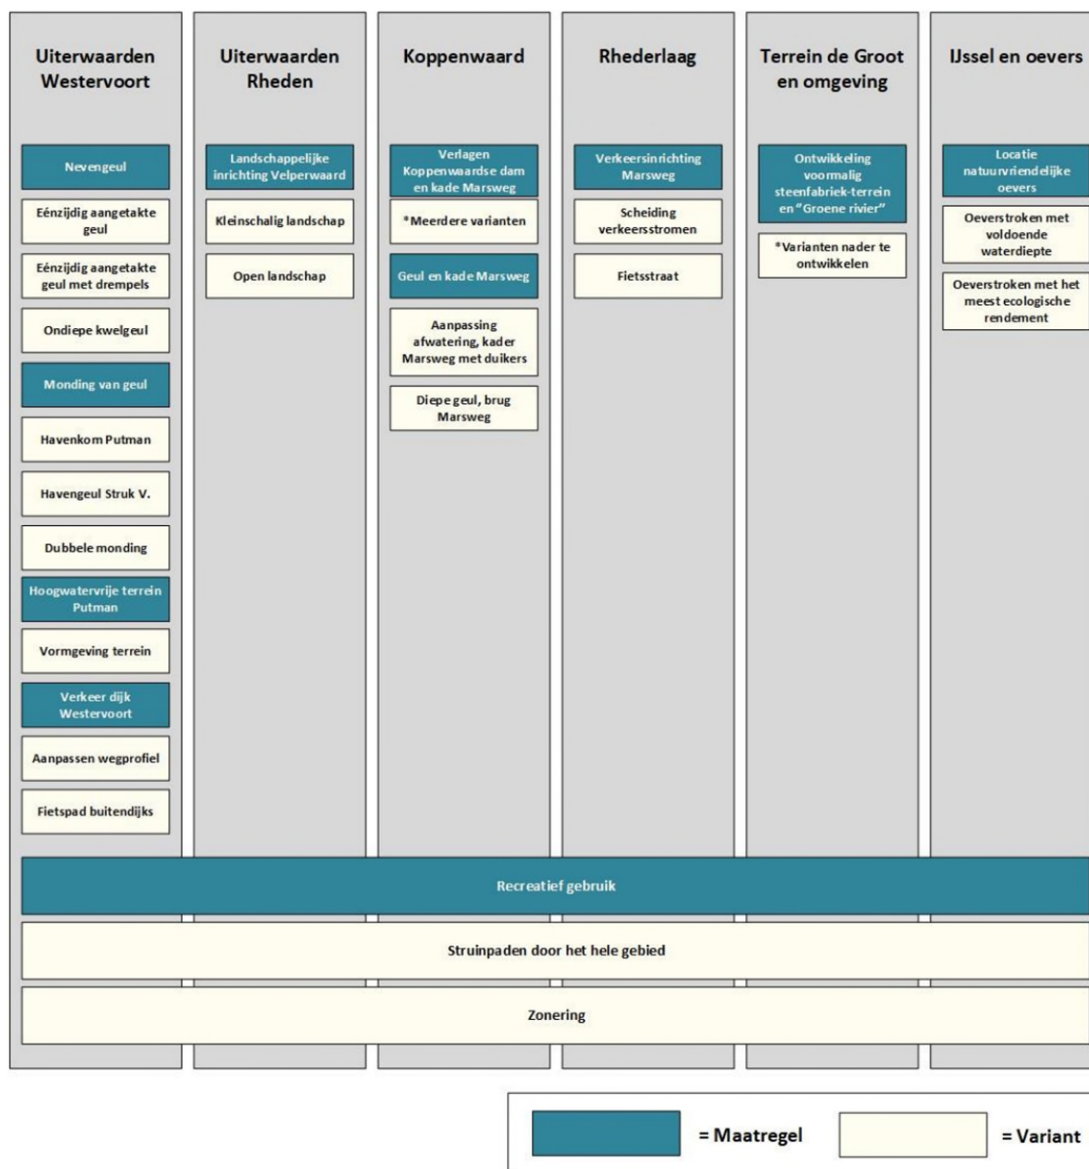 Uiterwaarden
Westervoort
Nevengeul
Eénzijdig aangetakte
geul
Eénzijdig aangetakte
geul met drempels
Ondiepe kwelgeul
Monding van geul
Havenkom Putman
Havengeul Struk V.
Dubbele monding
Hoogwatervrije terrein
Putman
Vormgeving terrein
Verkeer dijk
Westervoort
Aanpassen wegprofiel
Fietspad buitendijks
Uiterwaarden
Rheden
Landschappelijke
inrichting Velperwaard
Kleinschalig landschap
Open landschap
Koppenwaard
Verlagen
Koppenwaardse dam
en kade Marsweg
*Meerdere varianten
Geul en kade Marsweg
Aanpassing
afwatering, kader
Marsweg met duikers
Diepe geul, brug
Marsweg
Rhederlaag
Verkeersinrichting
Marsweg
Scheiding
verkeersstromen
Fietsstraat
Terrein de Groot
en omgeving
Ontwikkeling
voormalig
steenfabriek-terrein
en "Groene rivier"
*Varianten nader te
ontwikkelen
IJssel en oevers
Locatie
natuurvriendelijke
oevers
Oeverstroken met
voldoende
waterdiepte
Oeverstroken met het
meest ecologische
rendement
Recreatief gebruik
Struinpaden door het hele gebied
Zonering
= Maatregel
= Variant